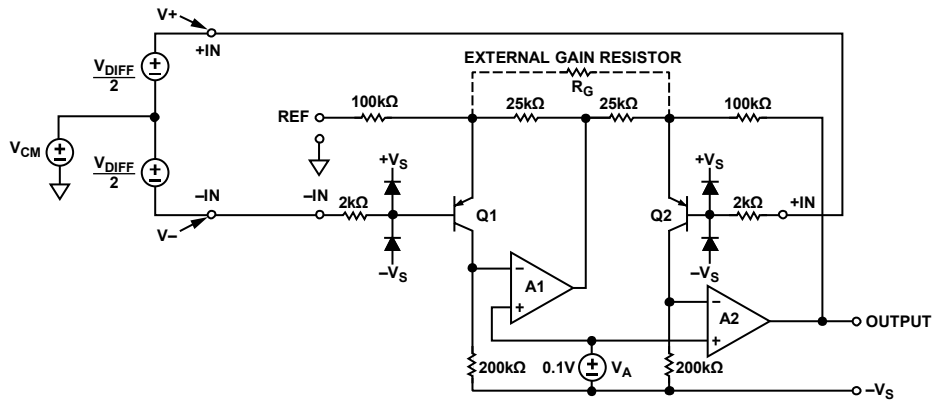 V+
+IN
EXTERNAL GAIN RESISTOR
R_G
V_DIFF
2
REF
100kΩ
25kΩ
25kΩ
100kΩ
V_CM
V_DIFF
2
+V_S
+V_S
–IN
–IN
2kΩ
Q1
Q2
2kΩ
+IN
V–
–V_S
–V_S
A1
A2
OUTPUT
200kΩ
0.1V
V_A
200kΩ
–V_S